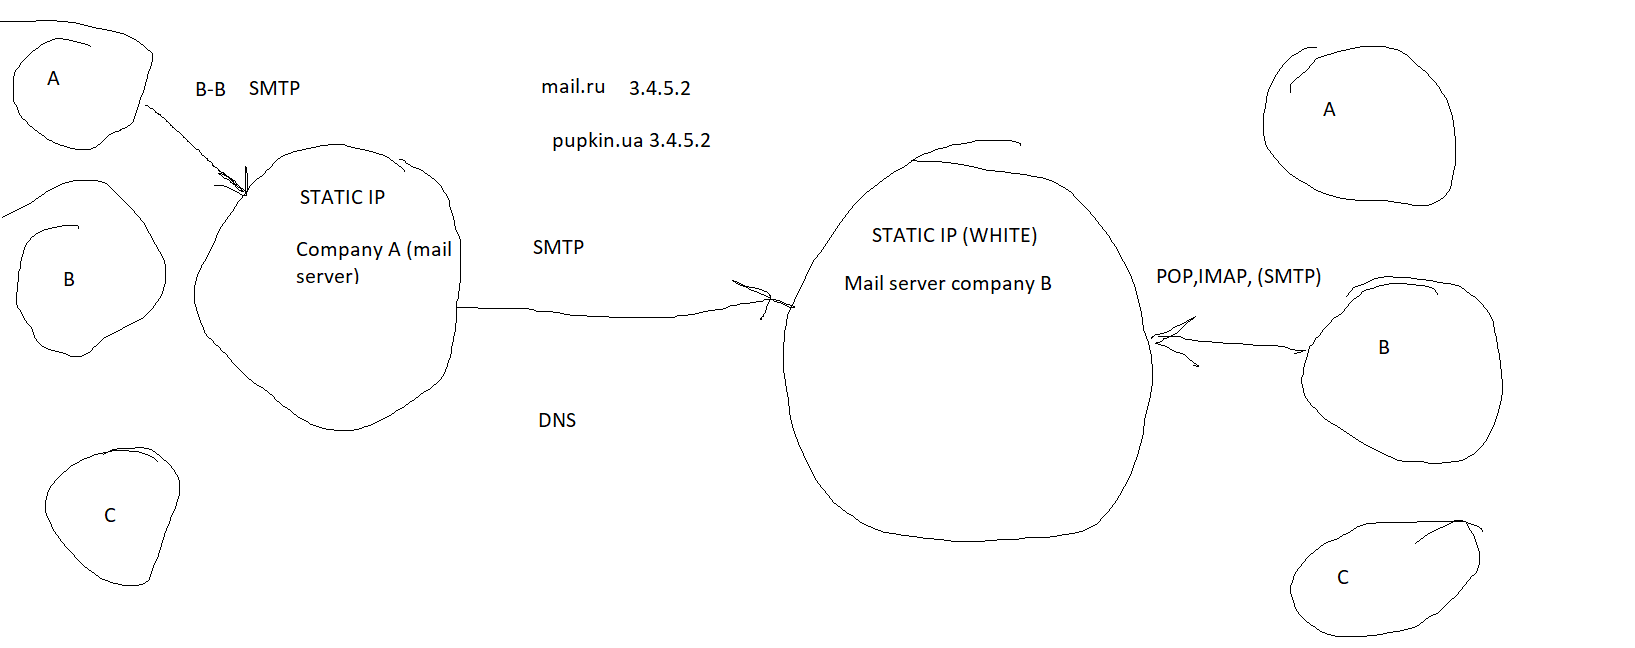 A
B-B SMTP
mail.ru 3.4.5.2
pupkin.ua 3.4.5.2
A
STATIC IP
Company A (mail
server)
SMTP
STATIC IP (WHITE)
Mail server company B
POP,IMAP, (SMTP)
B
B
DNS
C
C